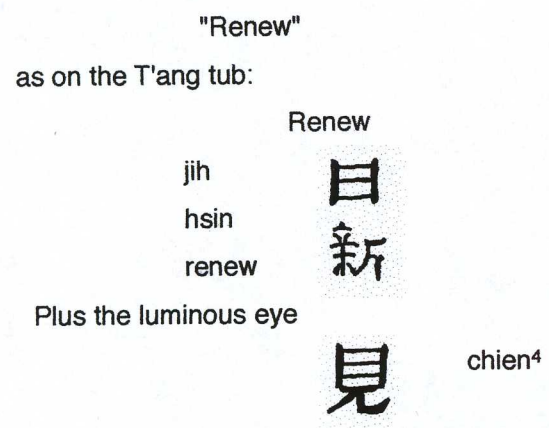 "Renew"
as on the T'ang tub:
Renew
jih 日
hsin 新
renew
Plus the luminous eye
見 chien⁴